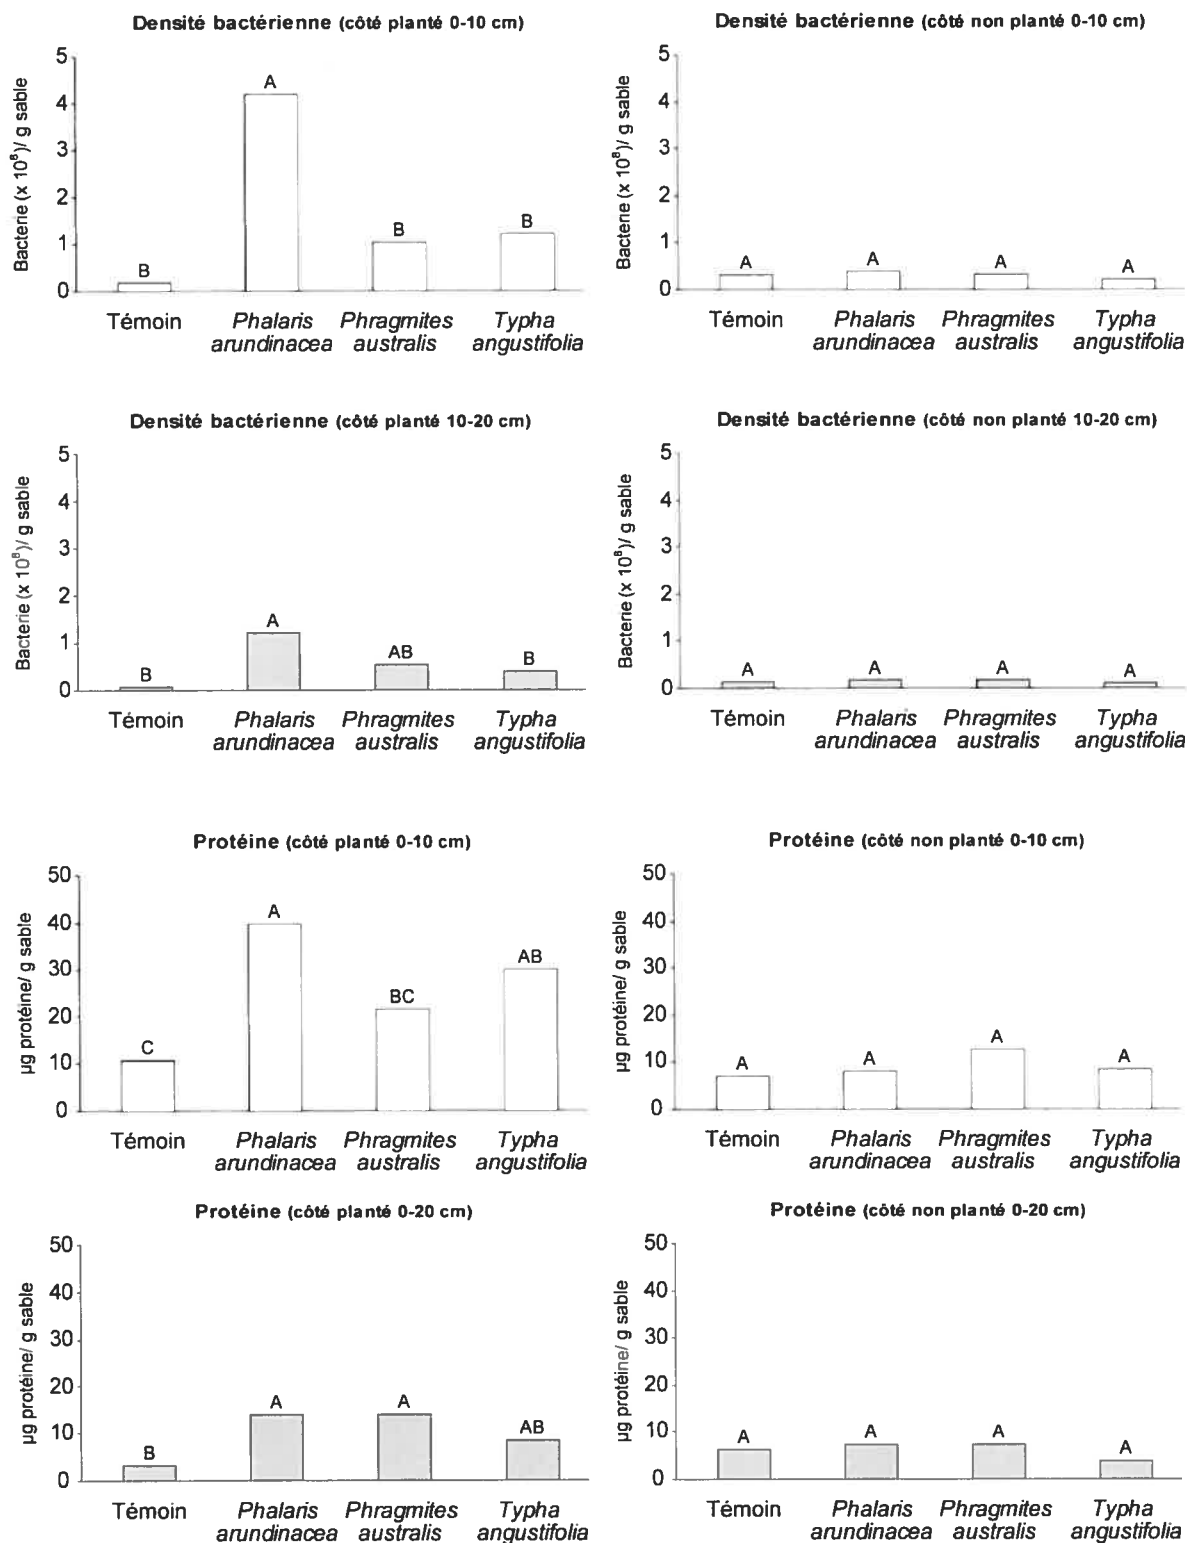 Densité bactérienne (côté planté 0-10 cm)
Bacterie (x 10⁸)/ g sable
5
4
3
2
1
0
B
A
B
B
Témoin
Phalaris arundinacea
Phragmites australis
Typha angustifolia
Densité bactérienne (côté non planté 0-10 cm)
Bacterie (x 10⁸)/ g sable
5
4
3
2
1
0
A
A
A
A
Témoin
Phalaris arundinacea
Phragmites australis
Typha angustifolia
Densité bactérienne (côté planté 10-20 cm)
Bacterie (x 10⁸)/ g sable
5
4
3
2
1
0
B
A
AB
B
Témoin
Phalaris arundinacea
Phragmites australis
Typha angustifolia
Densité bactérienne (côté non planté 10-20 cm)
Bacterie (x 10⁸)/ g sable
5
4
3
2
1
0
A
A
A
A
Témoin
Phalaris arundinacea
Phragmites australis
Typha angustifolia
Protéine (côté planté 0-10 cm)
µg protéine/ g sable
50
40
30
20
10
0
C
A
BC
AB
Témoin
Phalaris arundinacea
Phragmites australis
Typha angustifolia
Protéine (côté non planté 0-10 cm)
µg protéine/ g sable
50
40
30
20
10
0
A
A
A
A
Témoin
Phalaris arundinacea
Phragmites australis
Typha angustifolia
Protéine (côté planté 0-20 cm)
µg protéine/ g sable
50
40
30
20
10
0
B
A
A
AB
Témoin
Phalaris arundinacea
Phragmites australis
Typha angustifolia
Protéine (côté non planté 0-20 cm)
µg protéine/ g sable
50
40
30
20
10
0
A
A
A
A
Témoin
Phalaris arundinacea
Phragmites australis
Typha angustifolia